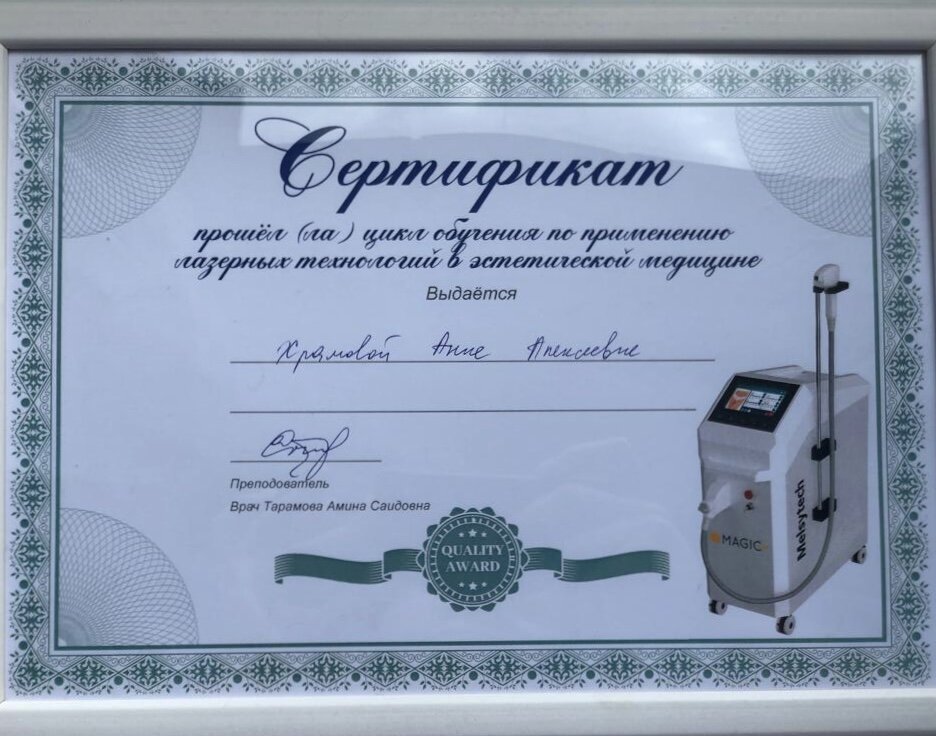 Сертификат
прошёл (ла) цикл обучения по применению
лазерных технологий в эстетической медицине
Выдаётся
Храмовой Анне Алексеевне
Преподователь
Врач Тарамова Амина Саидовна
QUALITY
AWARD
MAGIC
Melsytech